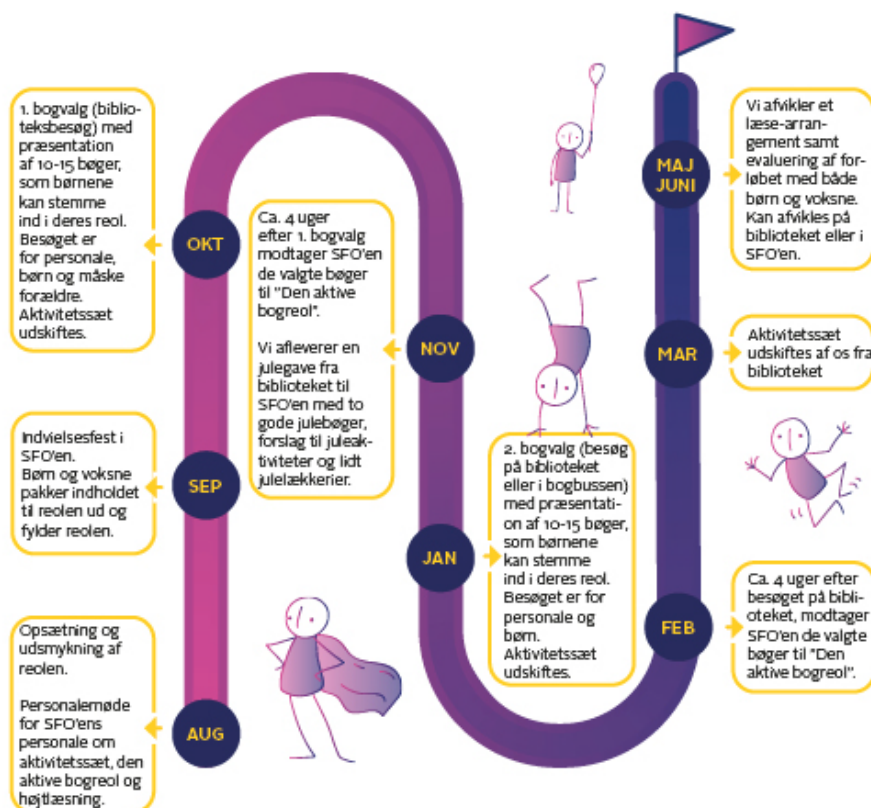 Opsætning og
udsmykning af
reolen.
Personalemøde
for SFO'ens
personale om
aktivitetssæt, den
aktive bogreol og
højtlæsning.
AUG
Indvielsesfest i
SFO'en.
Børn og voksne
pakker indholdet
til reolen ud og
fylder reolen.
SEP
1. bogvalg (biblio-
teksbesøg) med
præsentation
af 10-15 bøger,
som børnene
kan stemme
ind i deres reol.
Besøget er
for personale,
børn og måske
forældre.
Aktivitetssæt
udskiftes.
OKT
Ca. 4 uger
efter 1. bogvalg
modtager SFO'en
de valgte bøger
til "Den aktive
bogreol".
Vi afleverer en
julegave fra
biblioteket til
SFO'en med to
gode julebøger,
forslag til juleak-
tiviteter og lidt
julelækkerier.
NOV
JAN
2. bogvalg (besøg
på biblioteket
eller i bogbussen)
med præsentati-
on af 10-15 bøger,
som børnene
kan stemme
ind i deres reol.
Besøget er for
personale og
børn.
Aktivitetssæt
udskiftes.
FEB
Ca. 4 uger efter
besøget på bibli-
oteket, modtager
SFO'en de valgte
bøger til "Den
aktive bogreol".
MAR
Aktivitetssæt
udskiftes af os fra
biblioteket
MAJ
JUNI
Vi afvikler et
læse-arran-
gement samt
evaluering af for-
løbet med både
børn og voksne.
Kan afvikles på
biblioteket eller i
SFO'en.